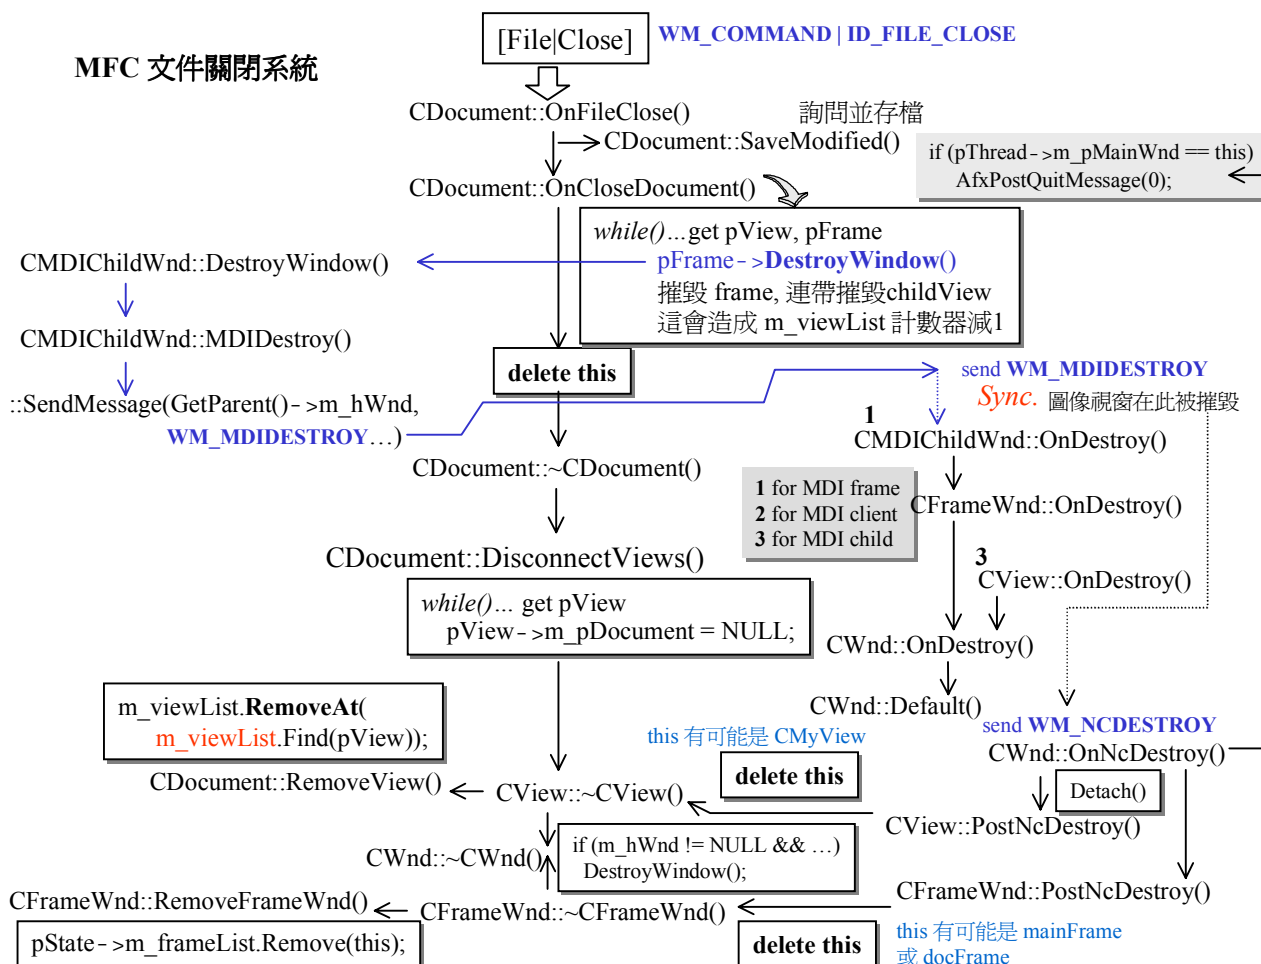 [File|Close]
WM_COMMAND | ID_FILE_CLOSE
MFC 文件關閉系統
CDocument::OnFileClose()
詢問並存檔
CDocument::SaveModified()
if (pThread->m_pMainWnd == this)
AfxPostQuitMessage(0);
CDocument::OnCloseDocument()
while()...get pView, pFrame
pFrame->DestroyWindow()
摧毀 frame, 連帶摧毀childView
這會造成 m_viewList 計數器減1
CMDIChildWnd::DestroyWindow()
CMDIChildWnd::MDIDestroy()
::SendMessage(GetParent()->m_hWnd,
WM_MDIDESTROY…)
delete this
send WM_MDIDESTROY
Sync. 圖像視窗在此被摧毀
1
CMDIChildWnd::OnDestroy()
CDocument::~CDocument()
1 for MDI frame
2 for MDI client
3 for MDI child
CFrameWnd::OnDestroy()
CDocument::DisconnectViews()
3
CView::OnDestroy()
while()... get pView
pView->m_pDocument = NULL;
CWnd::OnDestroy()
m_viewList.RemoveAt(
m_viewList.Find(pView));
CWnd::Default()
send WM_NCDESTROY
this 有可能是 CMyView
CWnd::OnNcDestroy()
CDocument::RemoveView()
CView::~CView()
delete this
Detach()
CView::PostNcDestroy()
CWnd::~CWnd()
if (m_hWnd != NULL && …)
DestroyWindow();
CFrameWnd::PostNcDestroy()
CFrameWnd::RemoveFrameWnd()
CFrameWnd::~CFrameWnd()
pState->m_frameList.Remove(this);
delete this
this 有可能是 mainFrame
或 docFrame